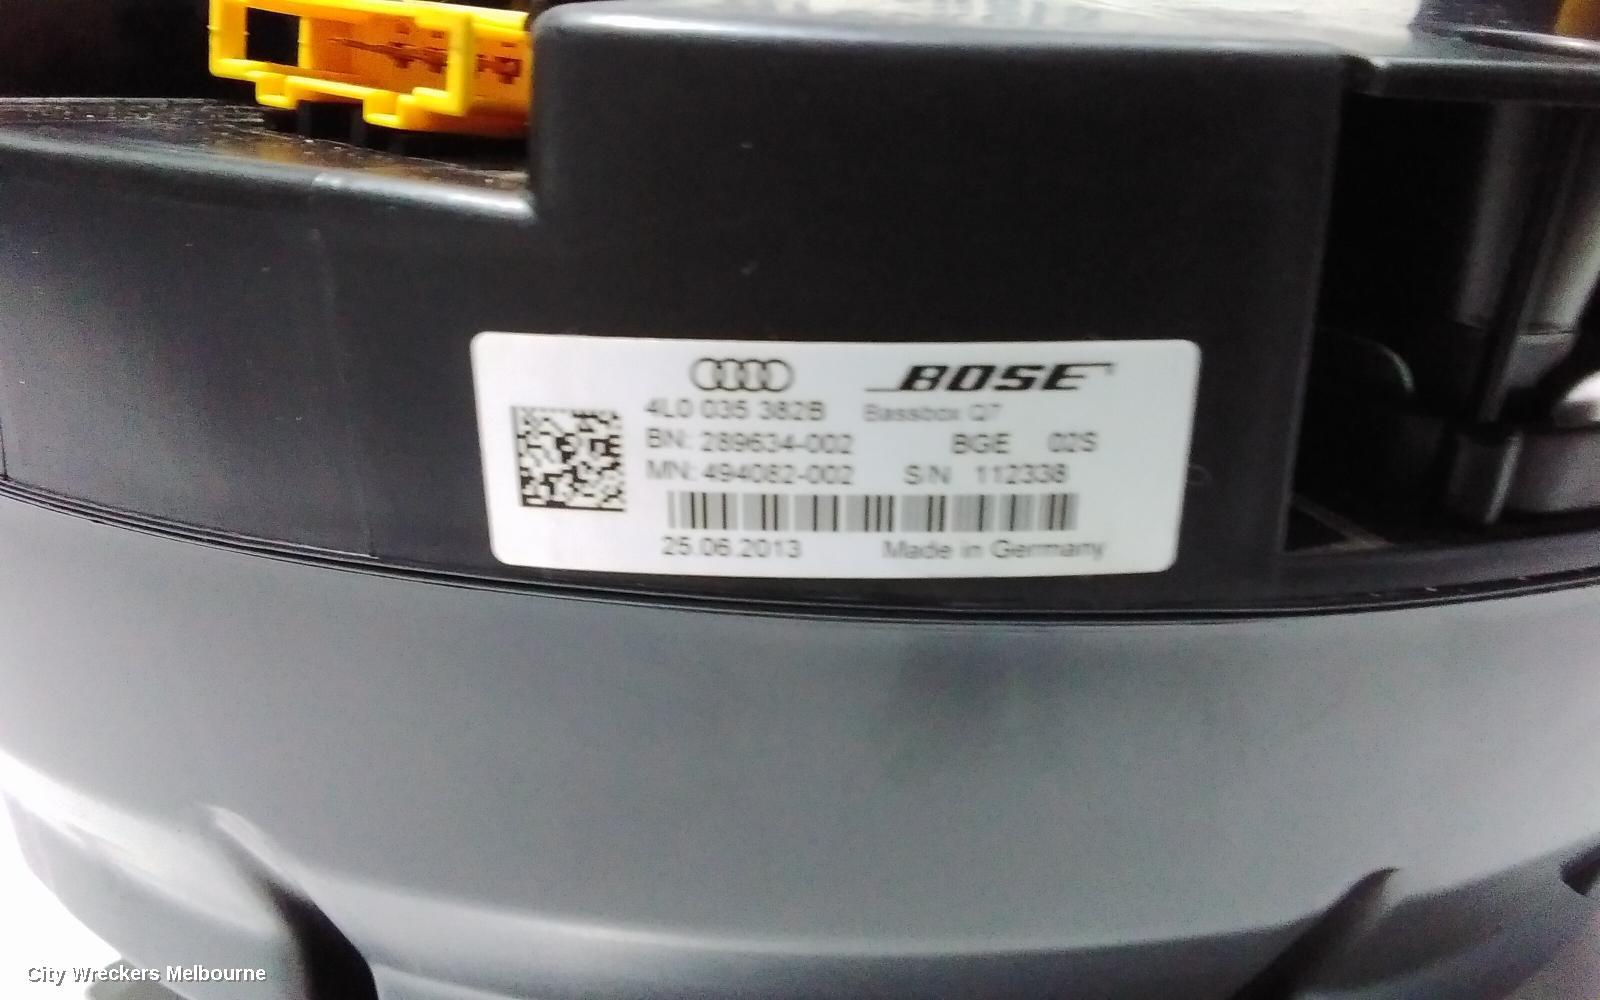 BOSE
4L0 035 382B Bassbox Q7
BN: 289634-002 BGE 02S
MN: 494082-002 S/N 112338
25.06.2013 Made in Germany
City Wreckers Melbourne